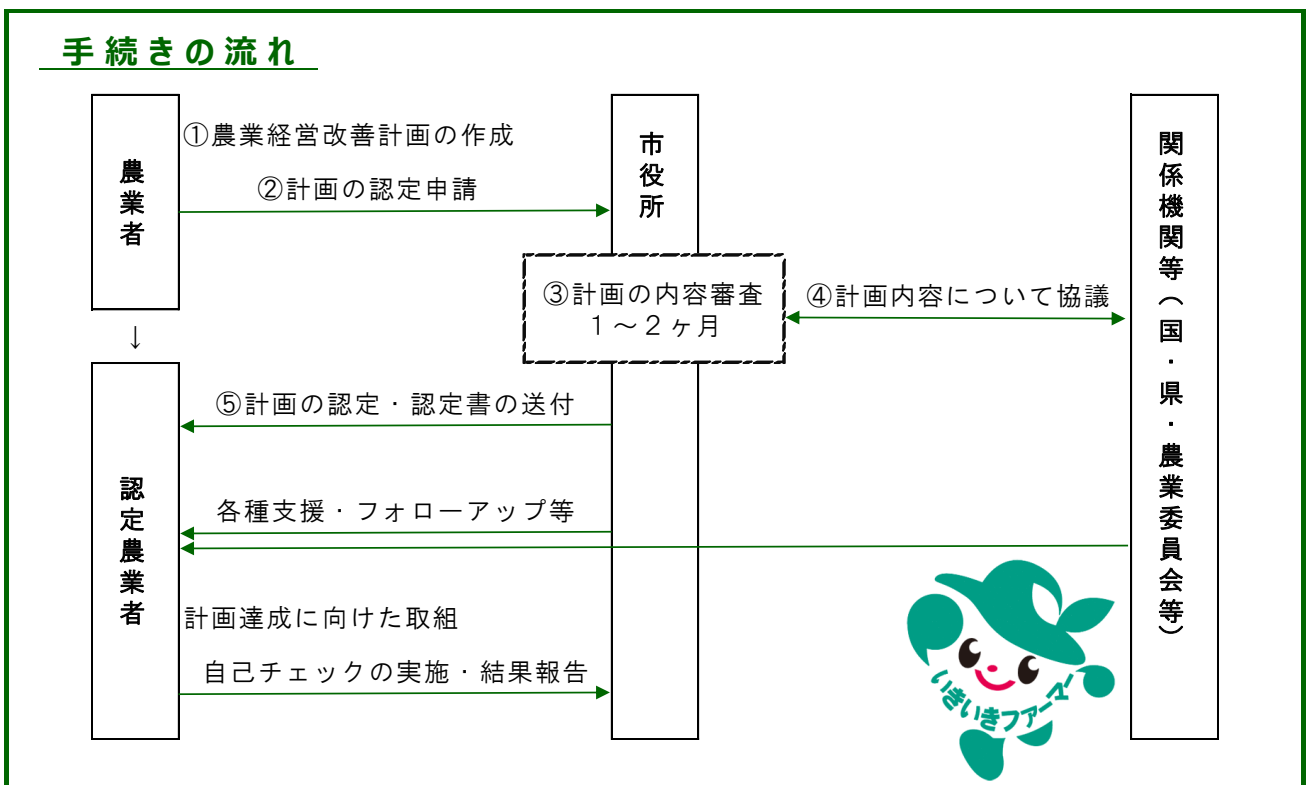 手続きの流れ
農業者
①農業経営改善計画の作成
②計画の認定申請
市役所
関係機関等（国・県・農業委員会等）
③計画の内容審査
１～２ヶ月
④計画内容について協議
↓
認定農業者
⑤計画の認定・認定書の送付
各種支援・フォローアップ等
計画達成に向けた取組
自己チェックの実施・結果報告
いきいきファーマー